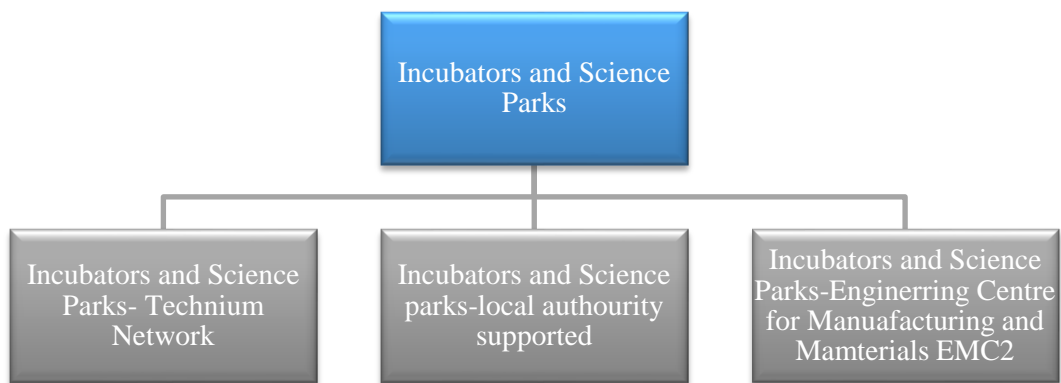 Incubators and Science
Parks
Incubators and Science
Parks- Technium
Network
Incubators and Science
parks-local authourity
supported
Incubators and Science
Parks-Enginerring Centre
for Manuafacturing and
Mamterials EMC2